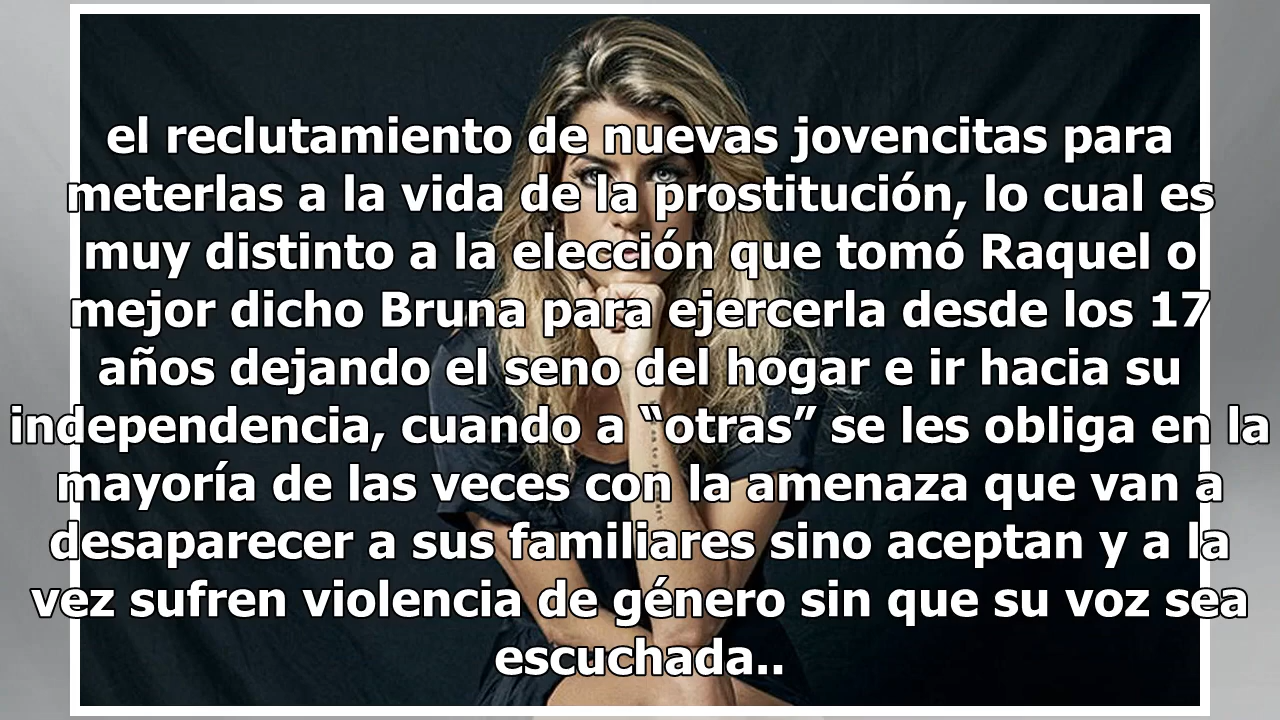 el reclutamiento de nuevas jovencitas para
meterlas a la vida de la prostitución, lo cual es
muy distinto a la elección que tomó Raquel o
mejor dicho Bruna para ejercerla desde los 17
años dejando el seno del hogar e ir hacia su
independencia, cuando a “otras” se les obliga en la
mayoría de las veces con la amenaza que van a
desaparecer a sus familiares sino aceptan y a la
vez sufren violencia de género sin que su voz sea
escuchada..